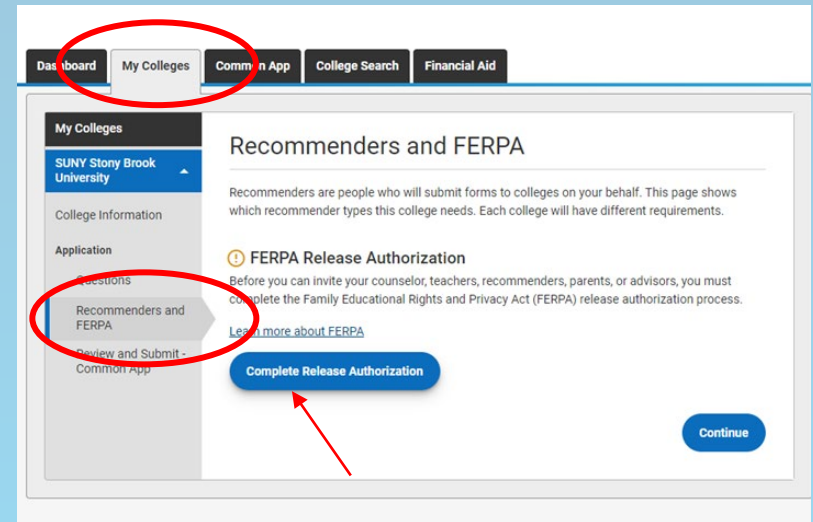 Dashboard My Colleges Common App College Search Financial Aid
My Colleges
SUNY Stony Brook
University
College Information
Application
Questions
Recommenders and
FERPA
Review and Submit -
Common App
Recommenders and FERPA
Recommenders are people who will submit forms to colleges on your behalf. This page shows
which recommender types this college needs. Each college will have different requirements.
FERPA Release Authorization
Before you can invite your counselor, teachers, recommenders, parents, or advisors, you must
complete the Family Educational Rights and Privacy Act (FERPA) release authorization process.
Learn more about FERPA
Complete Release Authorization
Continue